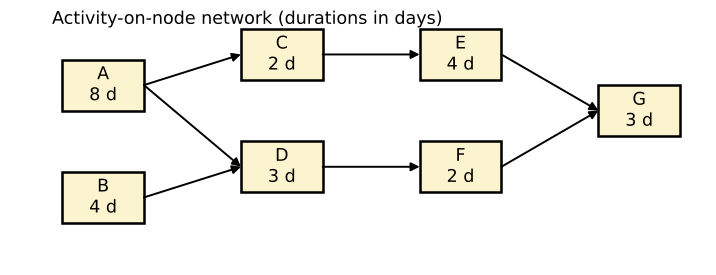 Activity-on-node network (durations in days)
A
8 d
B
4 d
C
2 d
D
3 d
E
4 d
F
2 d
G
3 d